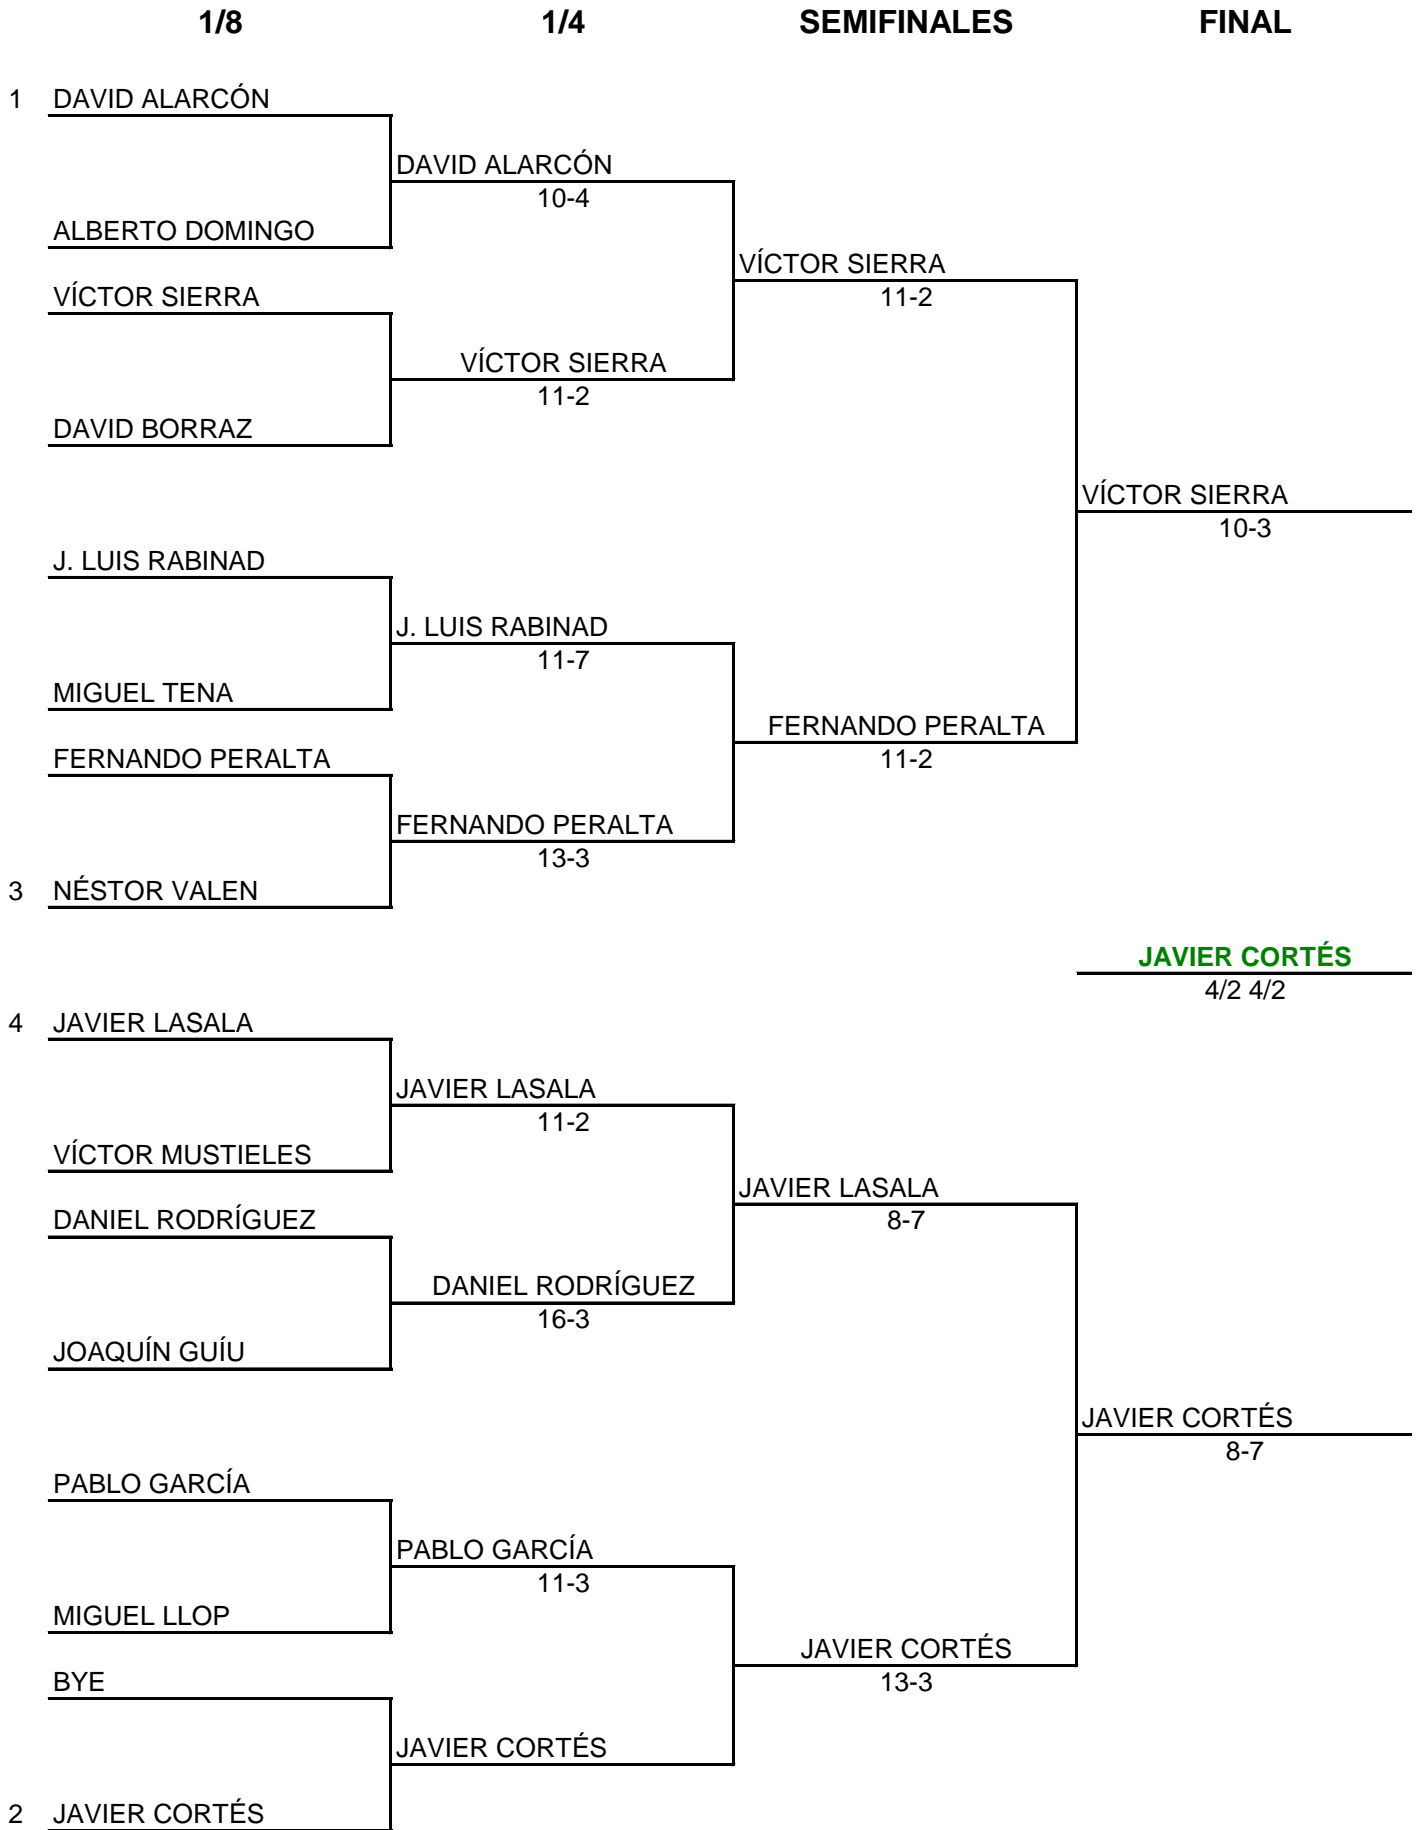 1/8 1/4 SEMIFINALES FINAL
1 DAVID ALARCÓN
DAVID ALARCÓN
10-4
ALBERTO DOMINGO
VÍCTOR SIERRA
VÍCTOR SIERRA 11-2
VÍCTOR SIERRA
11-2
DAVID BORRAZ
VÍCTOR SIERRA
10-3
J. LUIS RABINAD
J. LUIS RABINAD
11-7
MIGUEL TENA
FERNANDO PERALTA
FERNANDO PERALTA 11-2
FERNANDO PERALTA
13-3
3 NÉSTOR VALEN
JAVIER CORTÉS
4/2 4/2
4 JAVIER LASALA
JAVIER LASALA
11-2
VÍCTOR MUSTIELES
JAVIER LASALA
DANIEL RODRÍGUEZ 8-7
DANIEL RODRÍGUEZ
16-3
JOAQUÍN GUÍU
JAVIER CORTÉS
8-7
PABLO GARCÍA
PABLO GARCÍA
11-3
MIGUEL LLOP
JAVIER CORTÉS
BYE 13-3
JAVIER CORTÉS
2 JAVIER CORTÉS